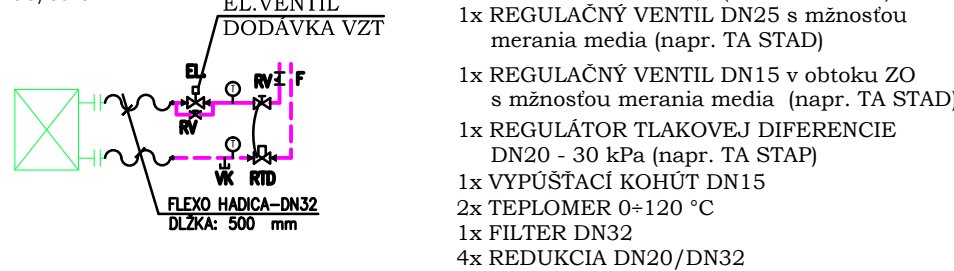 EL.VENTIL
DODÁVKA VZT
EL.
T
RV
F
RV
T
VK
RTD
FLEXO HADICA-DN32
DLŽKA: 500 mm
1x REGULAČNÝ VENTIL DN25 s mžnosťou
merania media (napr. TA STAD)
1x REGULAČNÝ VENTIL DN15 v obtoku ZO
s mžnosťou merania media (napr. TA STAD)
1x REGULÁTOR TLAKOVEJ DIFERENCIE
DN20 - 30 kPa (napr. TA STAP)
1x VYPÚŠŤACÍ KOHÚT DN15
2x TEPLOMER 0÷120 °C
1x FILTER DN32
4x REDUKCIA DN20/DN32